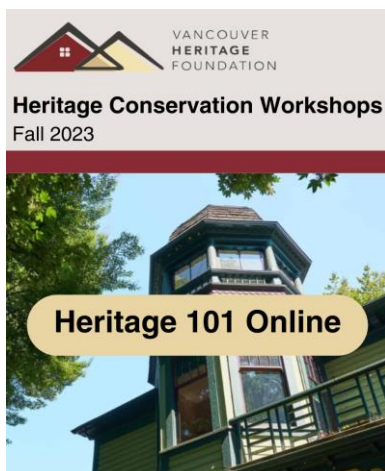 VANCOUVER
HERITAGE
FOUNDATION
Heritage Conservation Workshops
Fall 2023
Heritage 101 Online